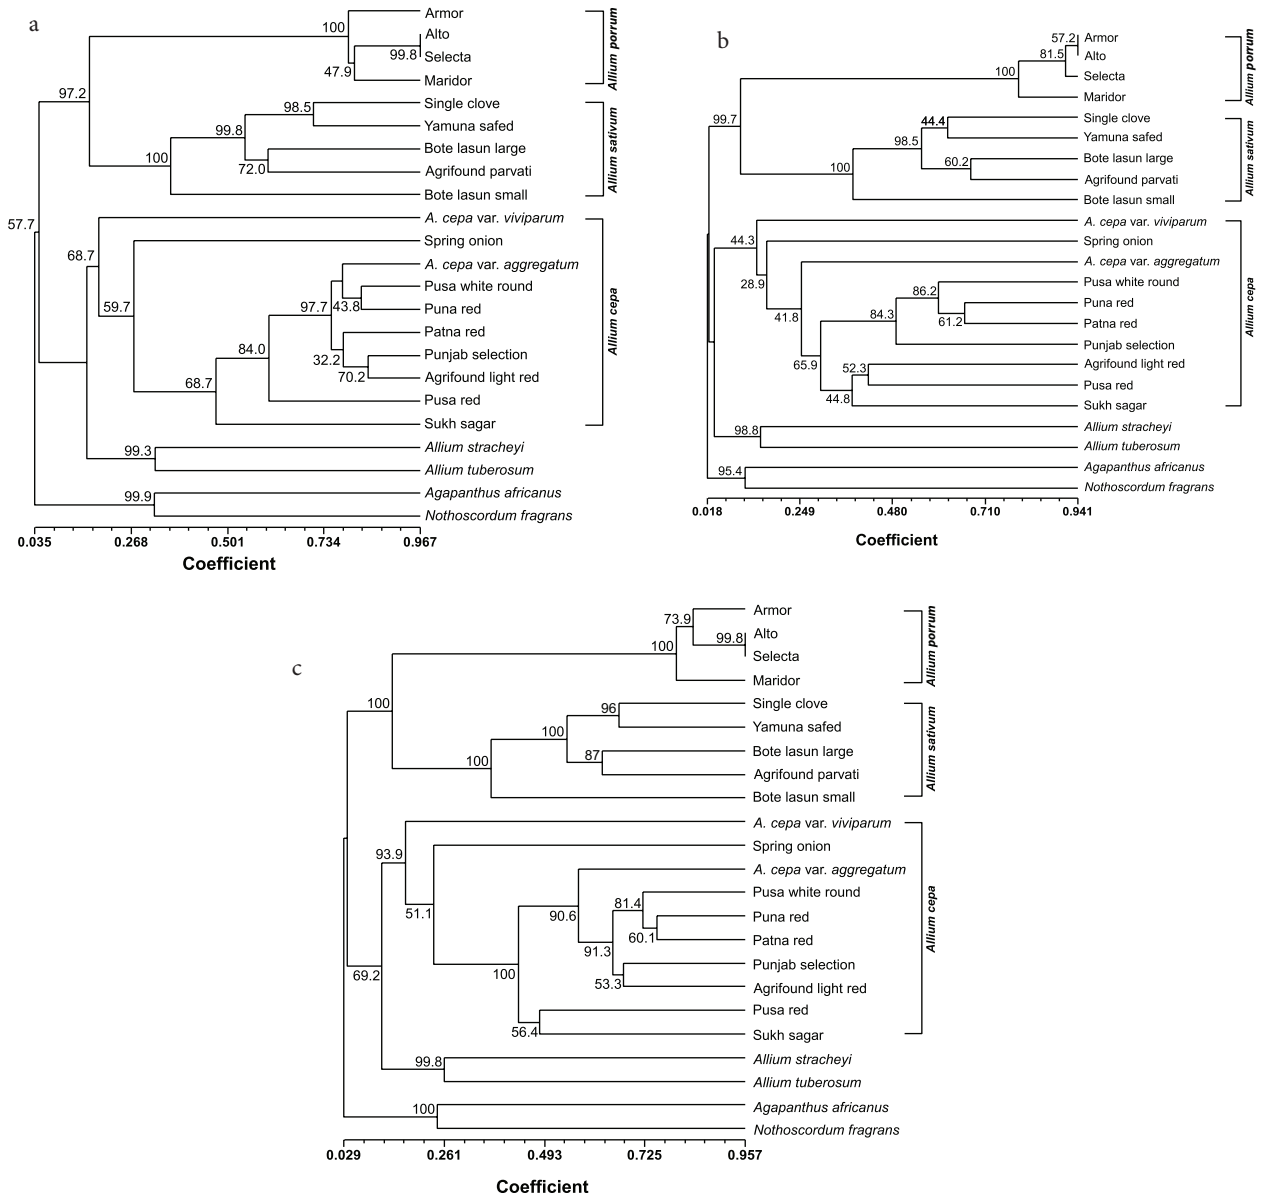 a
100
Armor
Alto
99.8
Selecta
47.9
Maridor
Allium porrum
97.2
98.5
Single clove
Yamuna safed
99.8
Bote lasun large
72.0
Agrifound parvati
100
Bote lasun small
Allium sativum
57.7
A. cepa var. viviparum
68.7
Spring onion
59.7
A. cepa var. aggregatum
Pusa white round
97.7
43.8
Puna red
Patna red
32.2
Punjab selection
84.0
70.2
Agrifound light red
68.7
Pusa red
Sukh sagar
Allium cepa
99.3
Allium stracheyi
Allium tuberosum
99.9
Agapanthus africanus
Nothoscordum fragrans
0.035 0.268 0.501 0.734 0.967
Coefficient
b
57.2
Armor
81.5
Alto
100
Selecta
Maridor
Allium porrum
99.7
44.4
Single clove
98.5
Yamuna safed
60.2
Bote lasun large
100
Agrifound parvati
Bote lasun small
Allium sativum
44.3
A. cepa var. viviparum
Spring onion
28.9
A. cepa var. aggregatum
41.8
86.2
Pusa white round
84.3
Puna red
61.2
Patna red
Punjab selection
65.9
52.3
Agrifound light red
44.8
Pusa red
Sukh sagar
Allium cepa
98.8
Allium stracheyi
Allium tuberosum
95.4
Agapanthus africanus
Nothoscordum fragrans
0.018 0.249 0.480 0.710 0.941
Coefficient
c
73.9
Armor
99.8
Alto
100
Selecta
Maridor
Allium porrum
100
96
Single clove
100
Yamuna safed
87
Bote lasun large
100
Agrifound parvati
Bote lasun small
Allium sativum
93.9
A. cepa var. viviparum
Spring onion
51.1
A. cepa var. aggregatum
90.6
81.4
Pusa white round
Puna red
60.1
Patna red
91.3
Punjab selection
53.3
Agrifound light red
100
Pusa red
56.4
Sukh sagar
Allium cepa
69.2
99.8
Allium stracheyi
Allium tuberosum
100
Agapanthus africanus
Nothoscordum fragrans
0.029 0.261 0.493 0.725 0.957
Coefficient